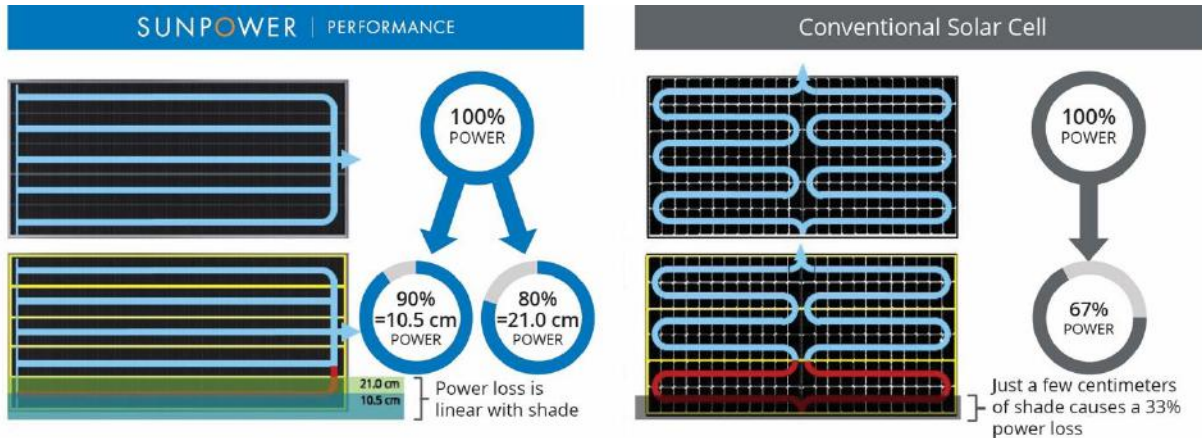 SUNPOWER | PERFORMANCE
100%
POWER
90%
=10.5 cm
POWER
80%
=21.0 cm
POWER
21.0 cm
10.5 cm
Power loss is
linear with shade
Conventional Solar Cell
100%
POWER
67%
POWER
Just a few centimeters
of shade causes a 33%
power loss